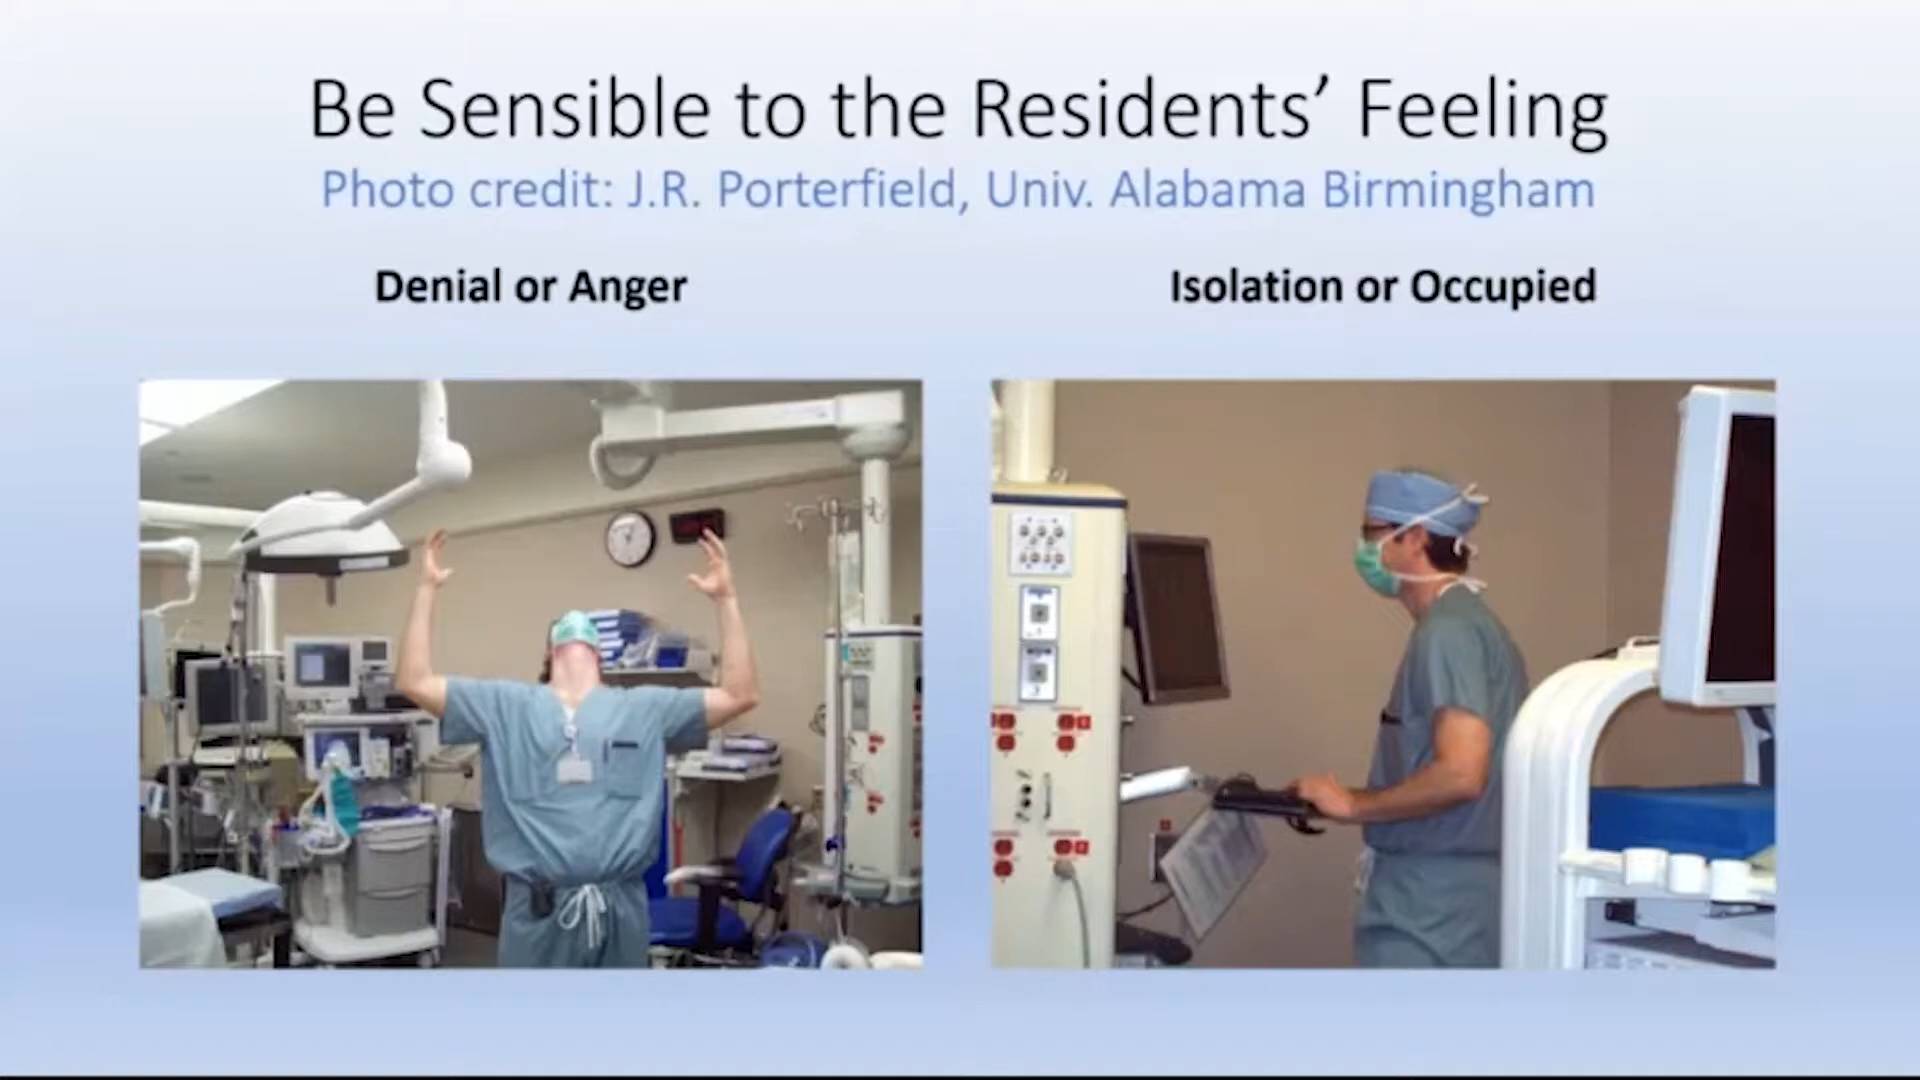 Be Sensible to the Residents’ Feeling
Photo credit: J.R. Porterfield, Univ. Alabama Birmingham
Denial or Anger
Isolation or Occupied